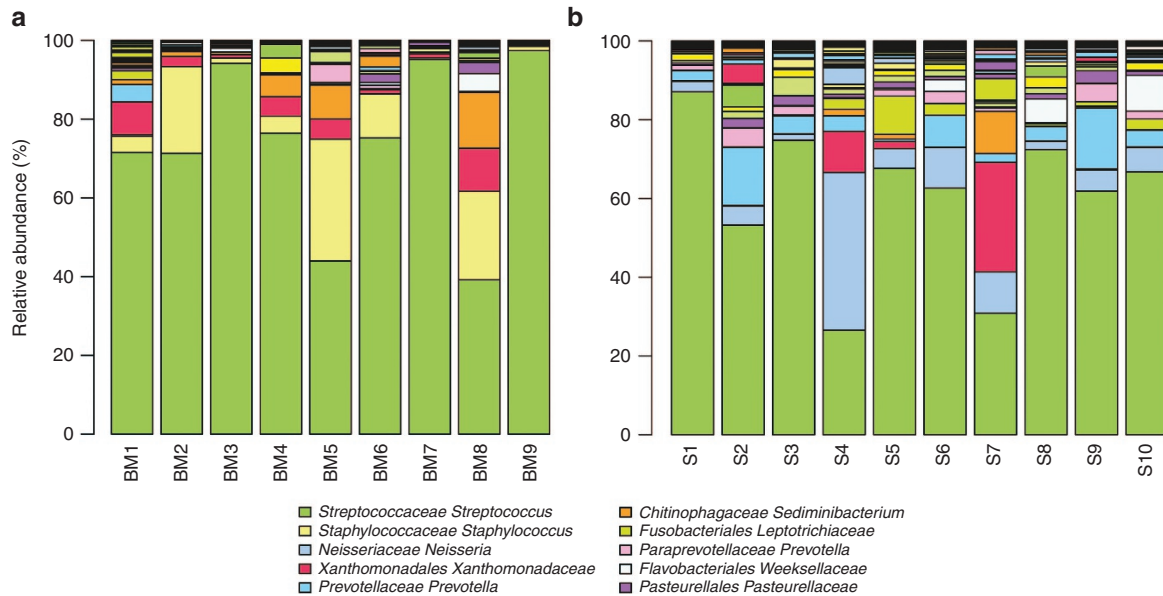 a
b
Relative abundance (%)
100
80
60
40
20
0
100
80
60
40
20
0
BM1
BM2
BM3
BM4
BM5
BM6
BM7
BM8
BM9
S1
S2
S3
S4
S5
S6
S7
S8
S9
S10
Streptococcaceae Streptococcus
Staphylococcaceae Staphylococcus
Neisseriaceae Neisseria
Xanthomonadales Xanthomonadaceae
Prevotellaceae Prevotella
Chitinophagaceae Sediminibacterium
Fusobacteriales Leptotrichiaceae
Paraprevotellaceae Prevotella
Flavobacteriales Weeksellaceae
Pasteurellales Pasteurellaceae